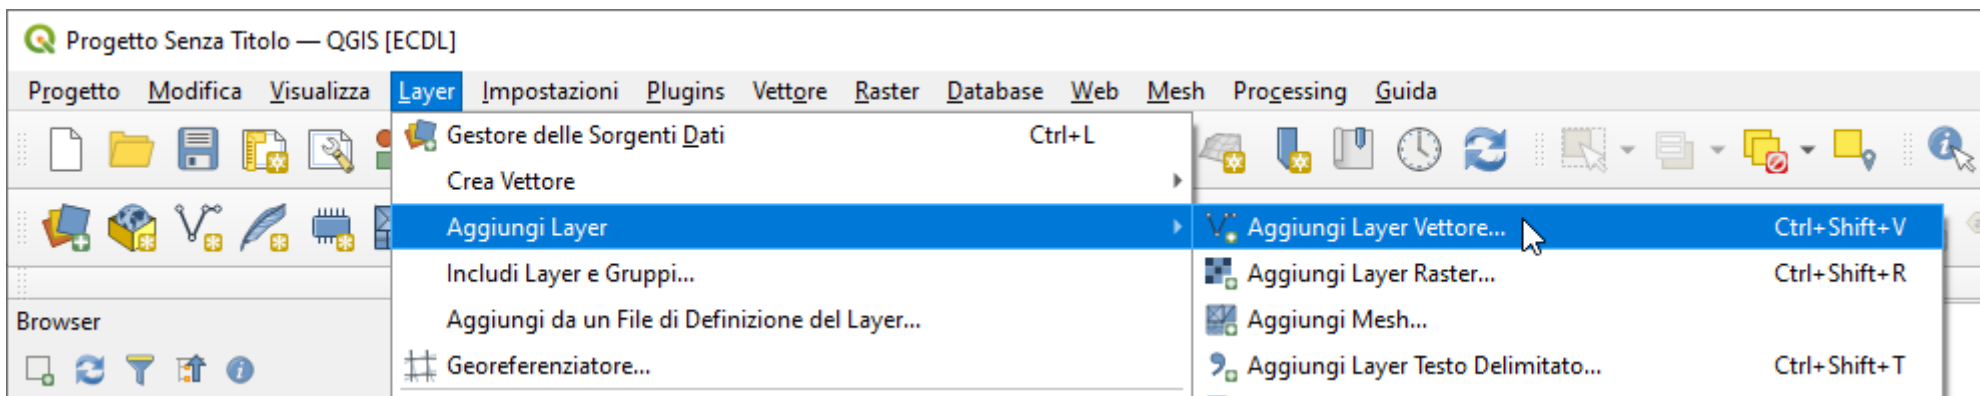 Progetto Senza Titolo — QGIS [ECDL]
Progetto Modifica Visualizza Layer Impostazioni Plugins Vettore Raster Database Web Mesh Processing Guida
Gestore delle Sorgenti Dati Ctrl+L
Crea Vettore
Aggiungi Layer
Aggiungi Layer Vettore... Ctrl+Shift+V
Includi Layer e Gruppi...
Aggiungi Layer Raster... Ctrl+Shift+R
Browser
Aggiungi da un File di Definizione del Layer...
Aggiungi Mesh...
Georeferenziatore...
Aggiungi Layer Testo Delimitato... Ctrl+Shift+T